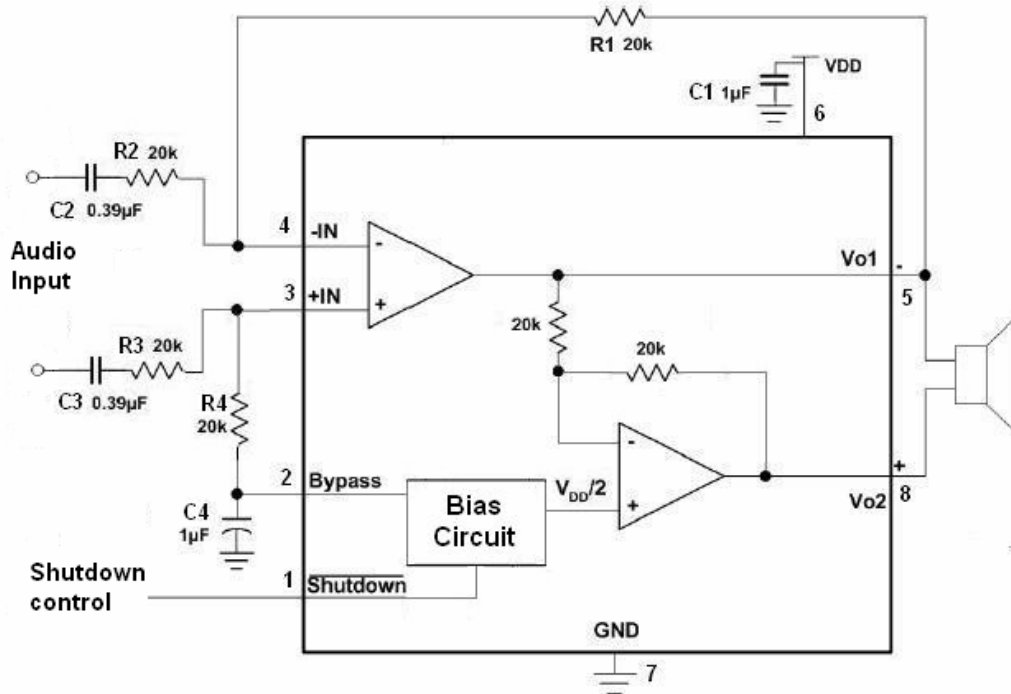 R1 20k
VDD
C1 1µF
6
R2 20k
C2 0.39µF
4
-IN
-
Audio
Input
3
+IN
+
Vo1
-
5
20k
20k
R3 20k
C3 0.39µF
R4
20k
2
Bypass
Bias
Circuit
VDD/2
-
+
+
8
Vo2
C4
1µF
Shutdown
control
1
Shutdown
GND
7